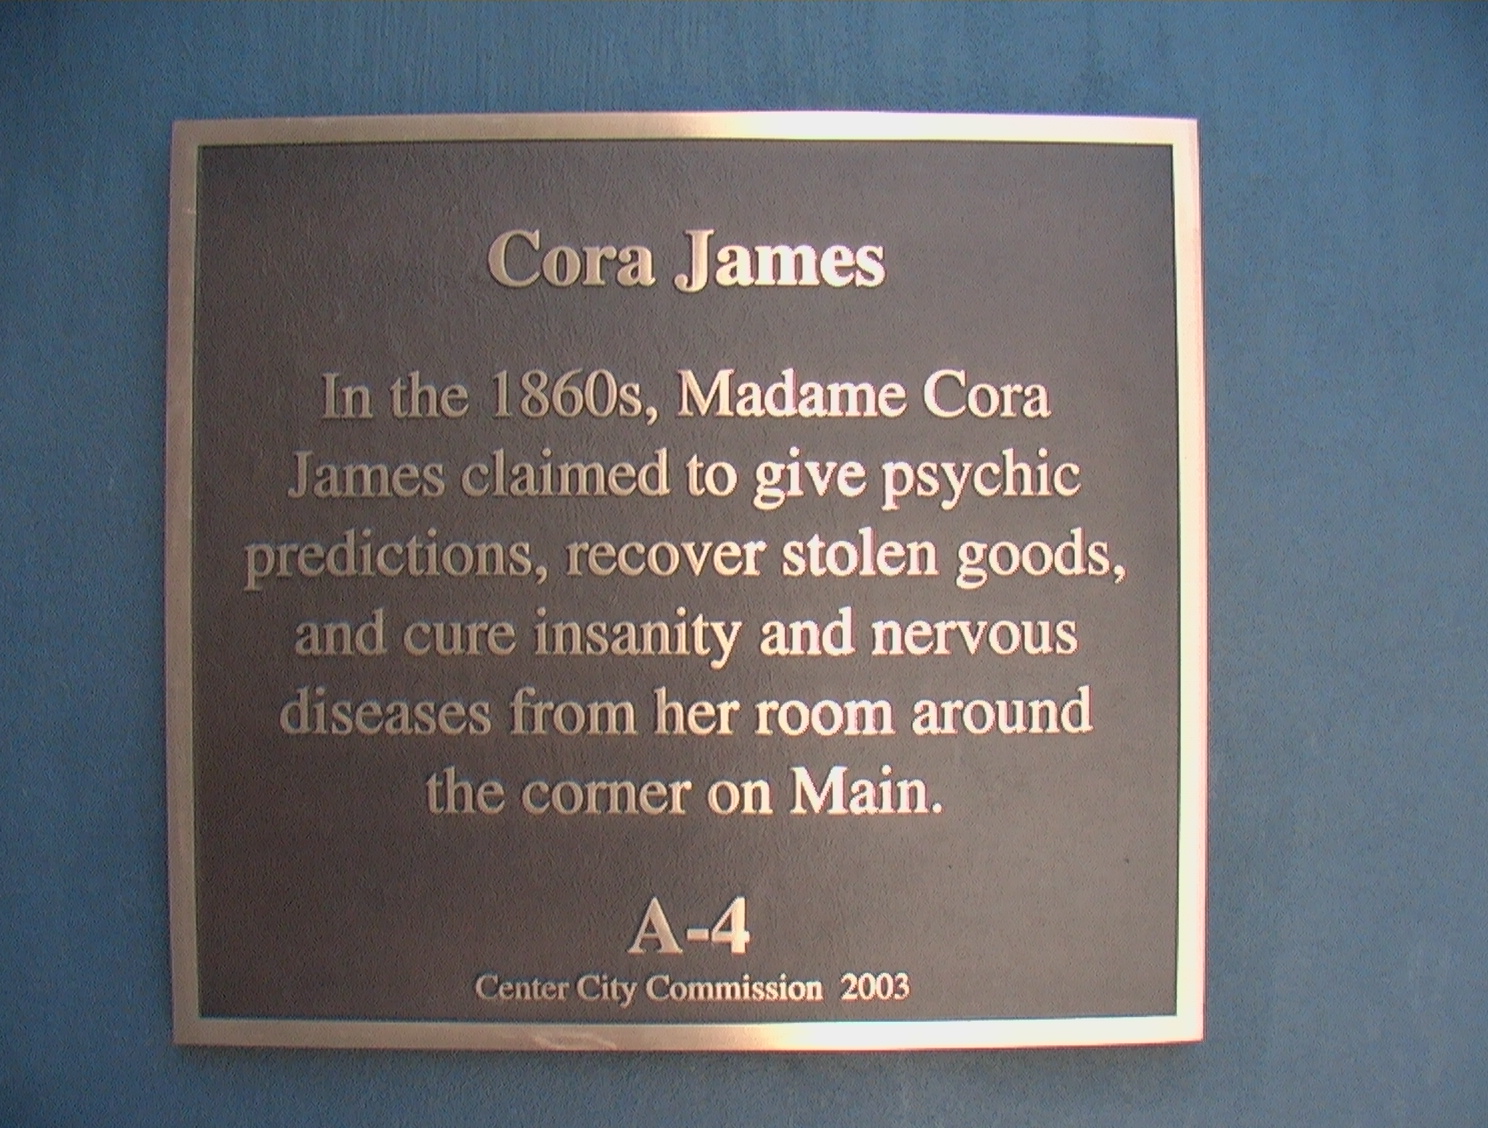 Cora James
In the 1860s, Madame Cora
James claimed to give psychic
predictions, recover stolen goods,
and cure insanity and nervous
diseases from her room around
the corner on Main.
A-4
Center City Commission 2003